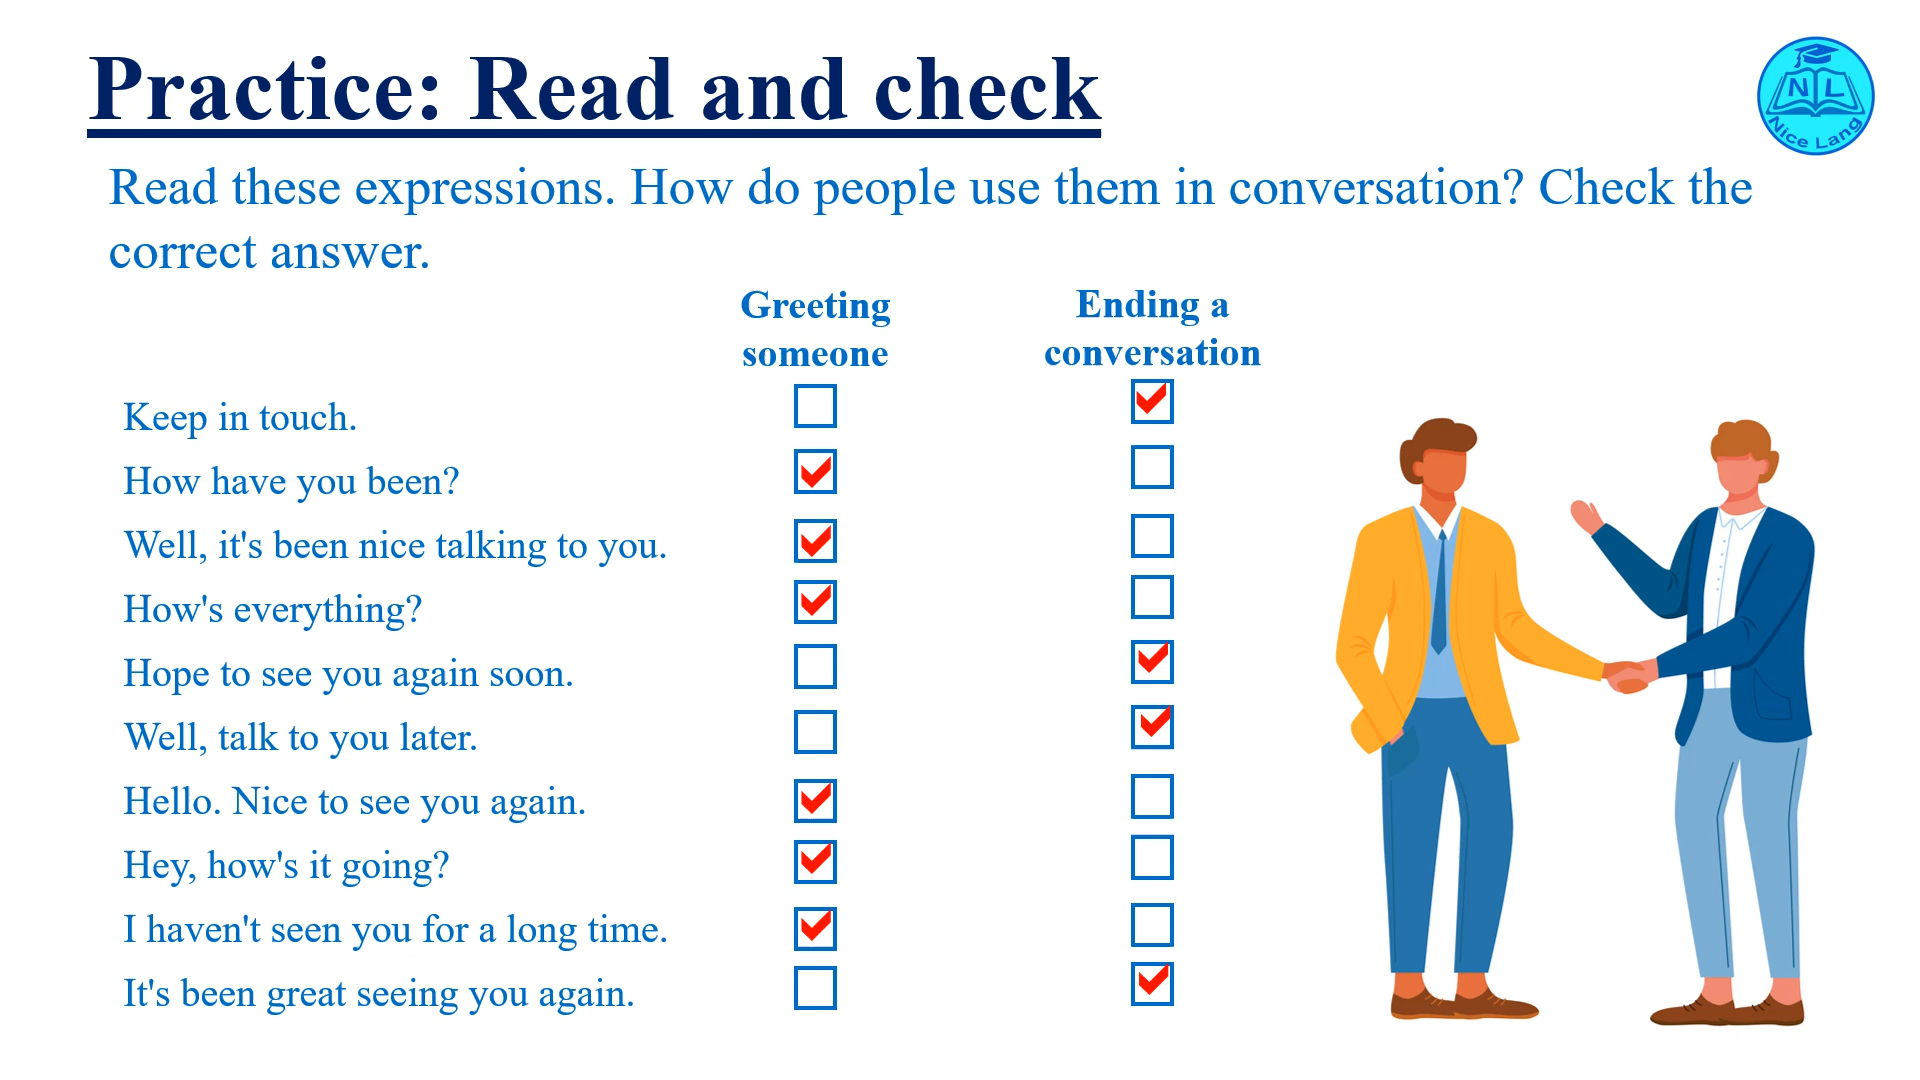 Practice: Read and check
N L
Nice Lang
Read these expressions. How do people use them in conversation? Check the
correct answer.
Greeting
someone
Ending a
conversation
Keep in touch.
How have you been?
Well, it's been nice talking to you.
How's everything?
Hope to see you again soon.
Well, talk to you later.
Hello. Nice to see you again.
Hey, how's it going?
I haven't seen you for a long time.
It's been great seeing you again.